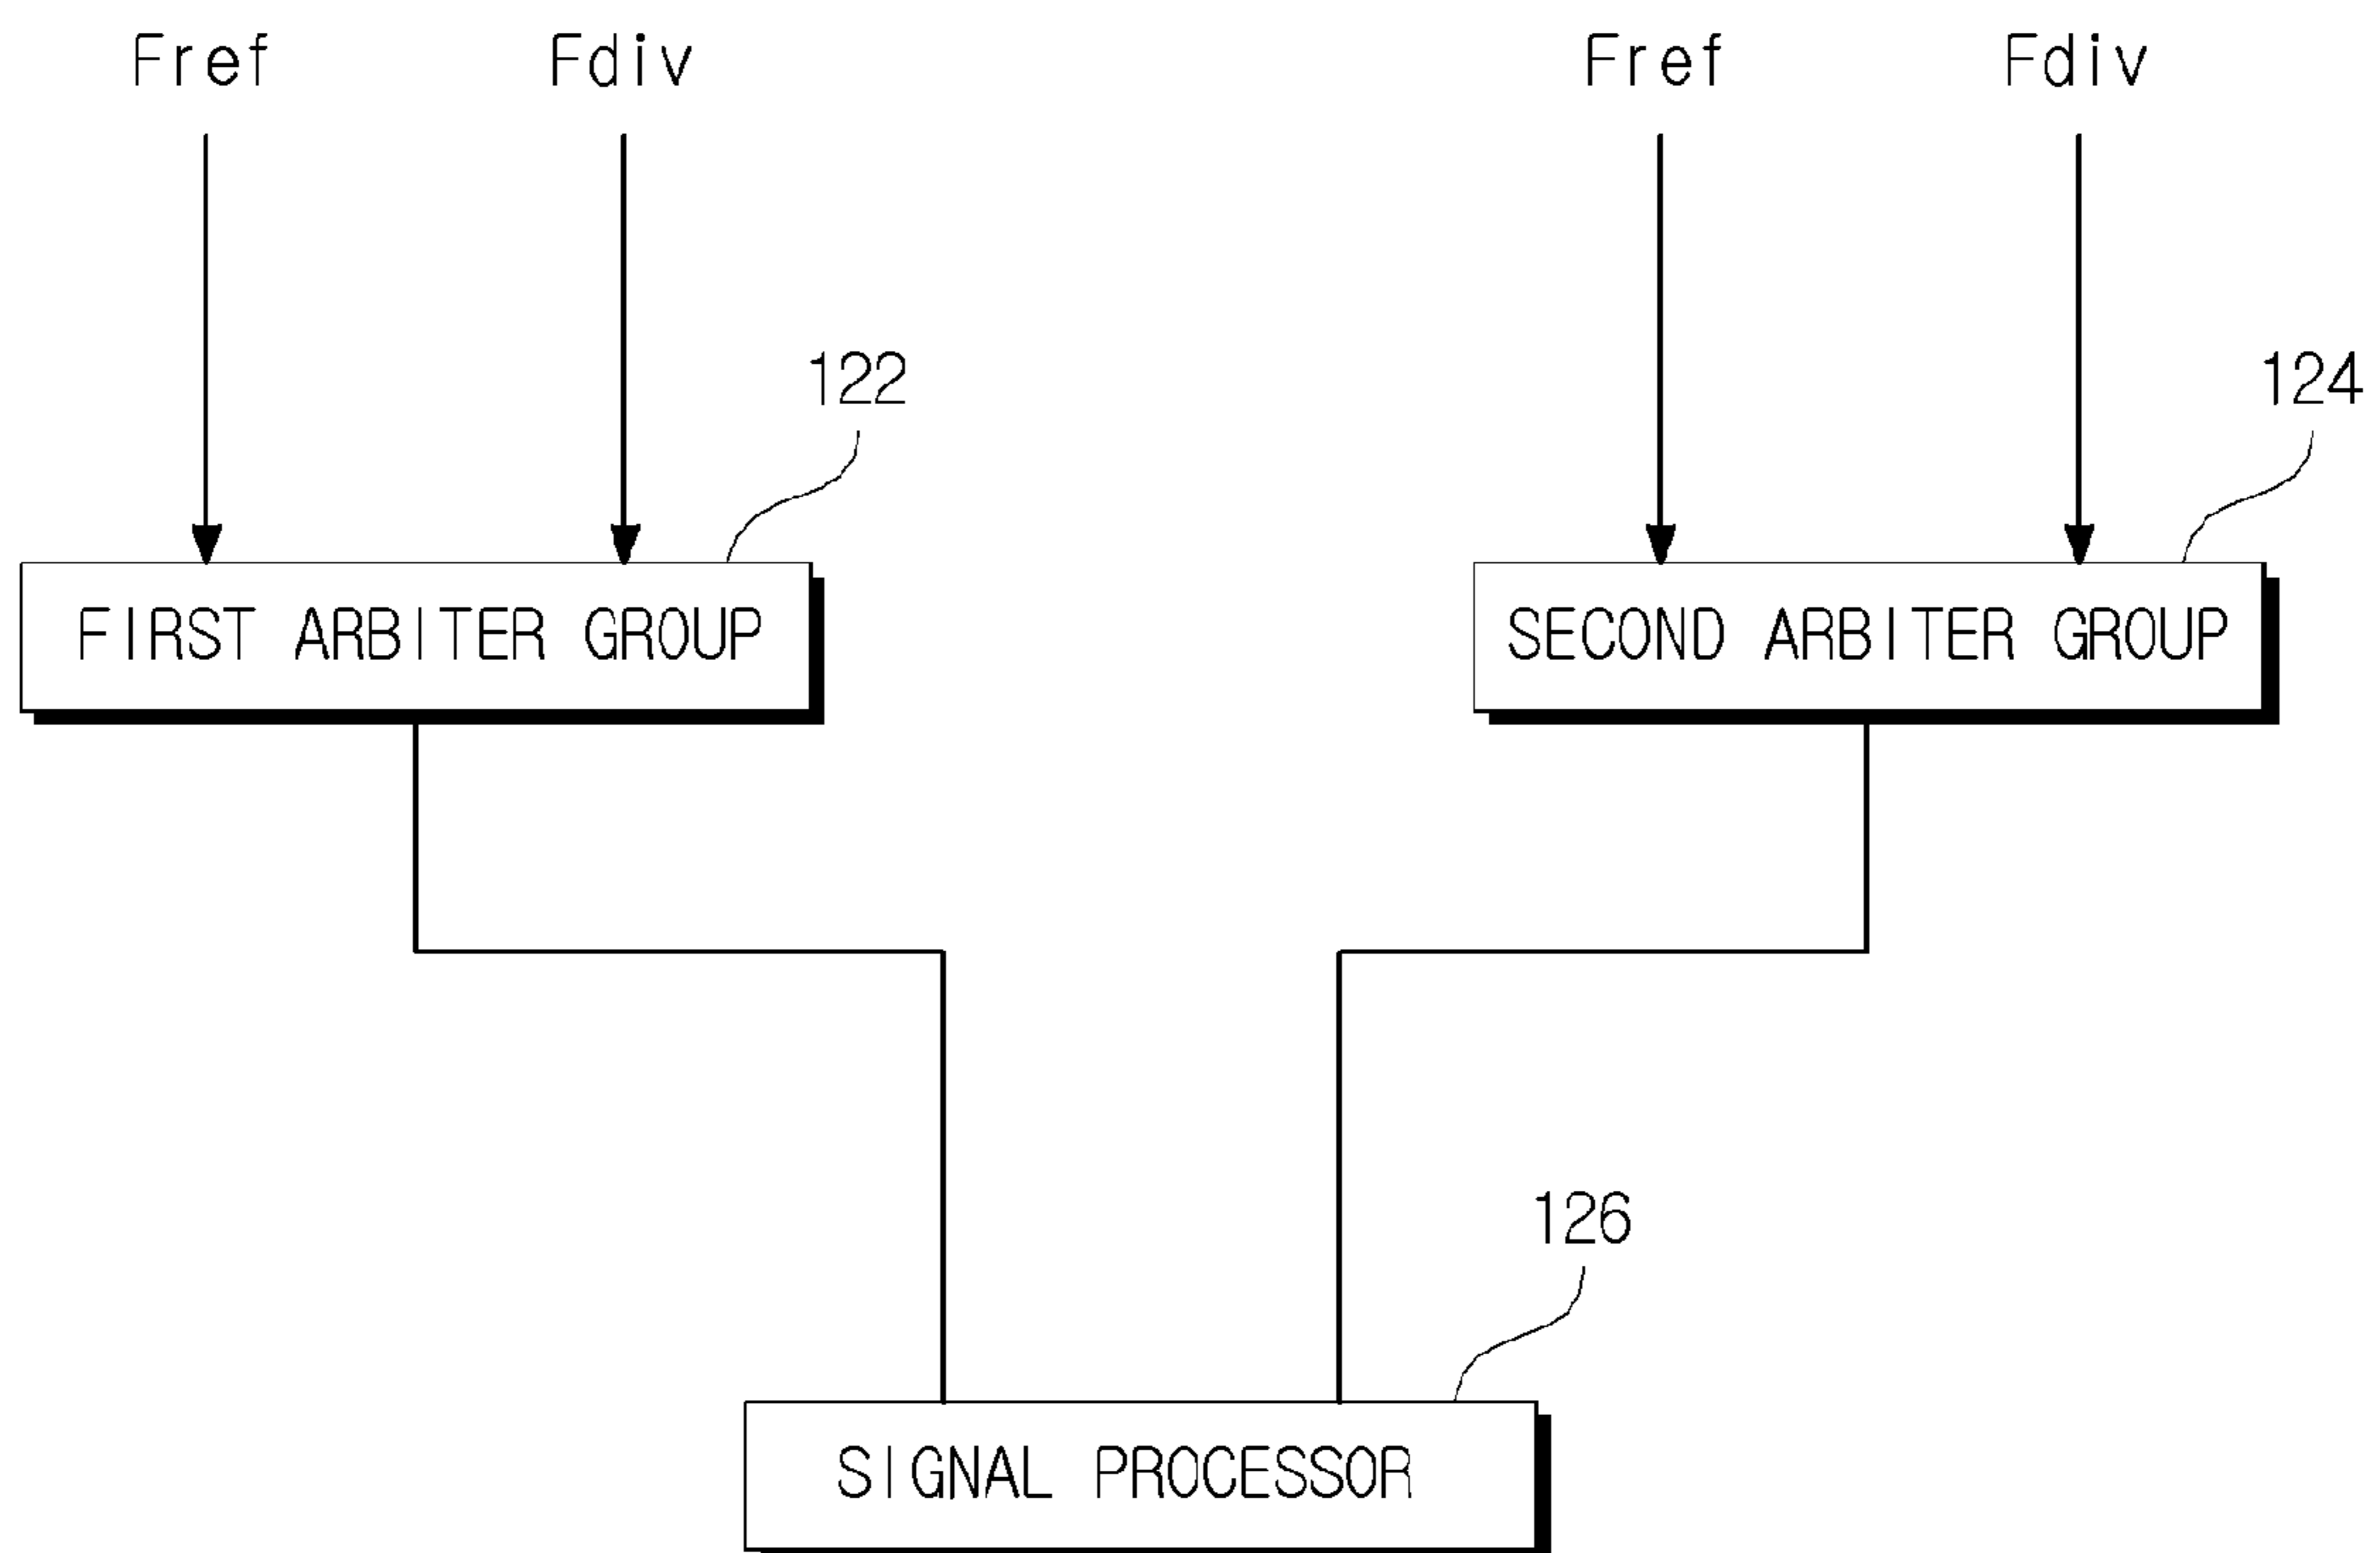 Fref Fdiv Fref Fdiv
122 124
FIRST ARBITER GROUP SECOND ARBITER GROUP
126
SIGNAL PROCESSOR